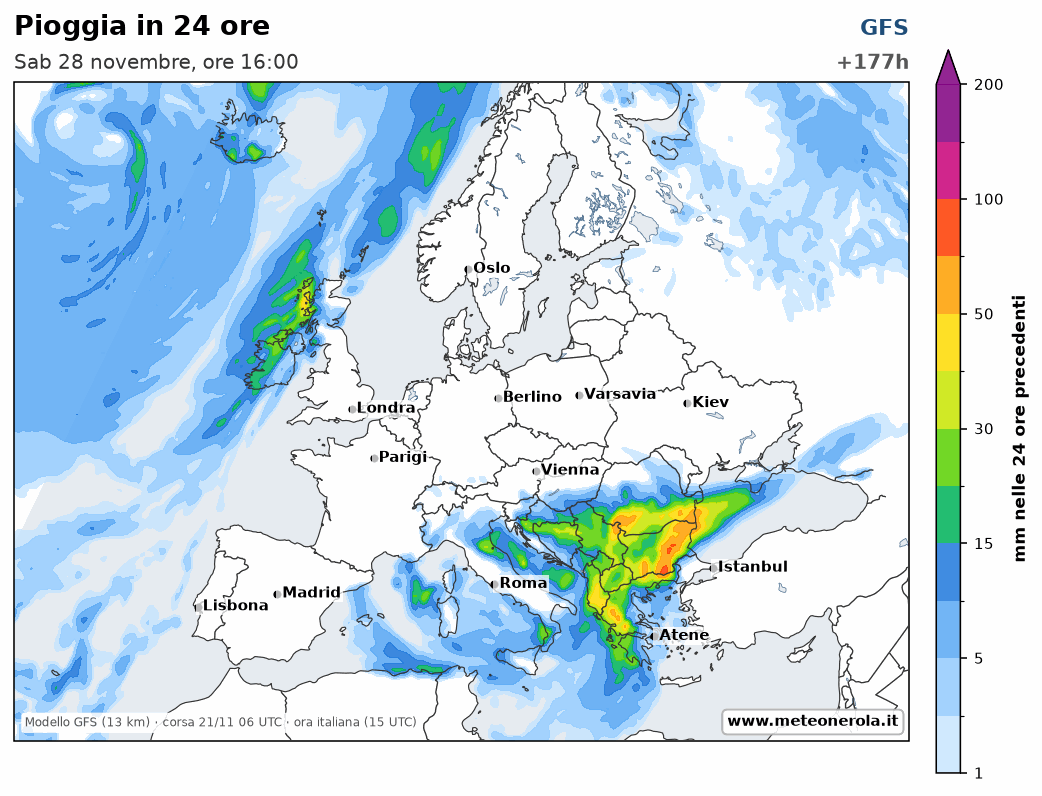 Pioggia in 24 ore
GFS
Sab 28 novembre, ore 16:00
+177h
200
100
50
30
15
5
1
mm nelle 24 ore precedenti
Oslo
Londra
Berlino
Varsavia
Kiev
Parigi
Vienna
Istanbul
Roma
Madrid
Lisbona
Atene
Modello GFS (13 km) · corsa 21/11 06 UTC · ora italiana (15 UTC)
www.meteonerola.it